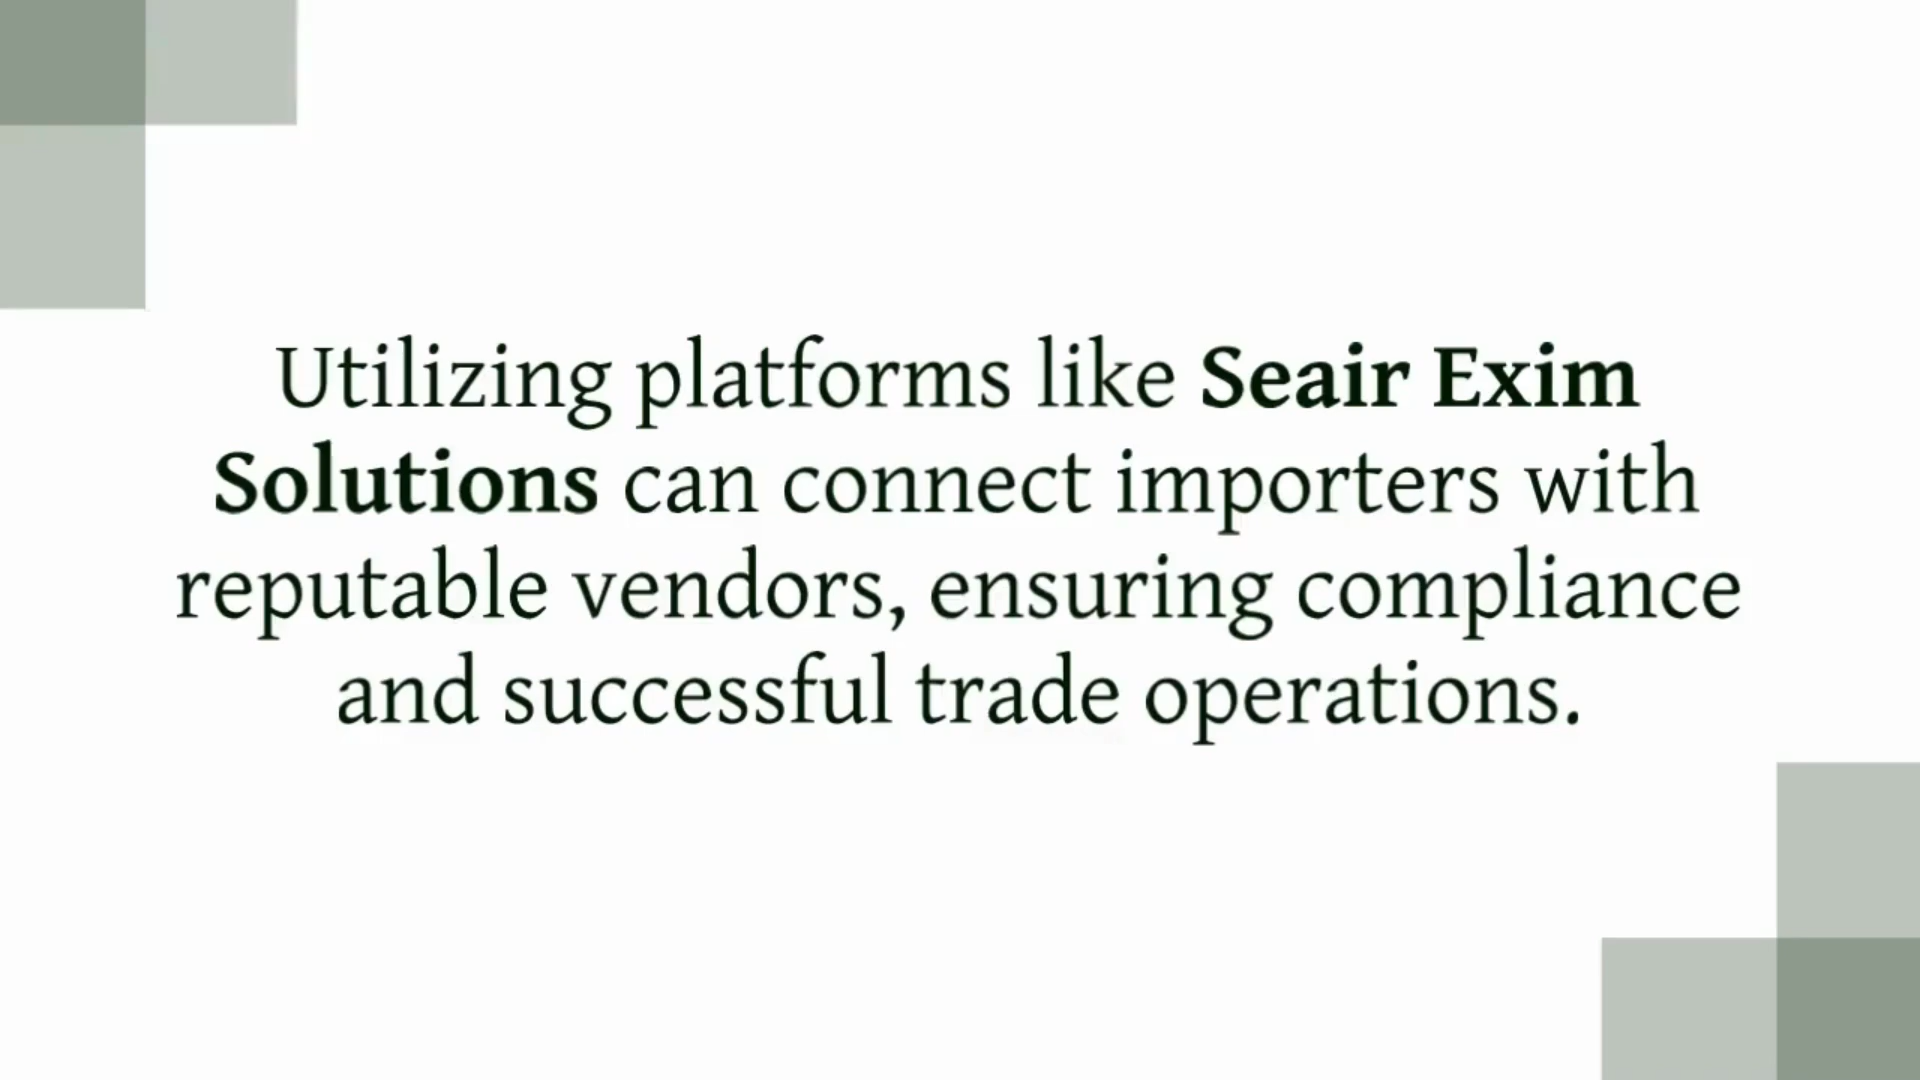 Utilizing platforms like Seair Exim
Solutions can connect importers with
reputable vendors, ensuring compliance
and successful trade operations.